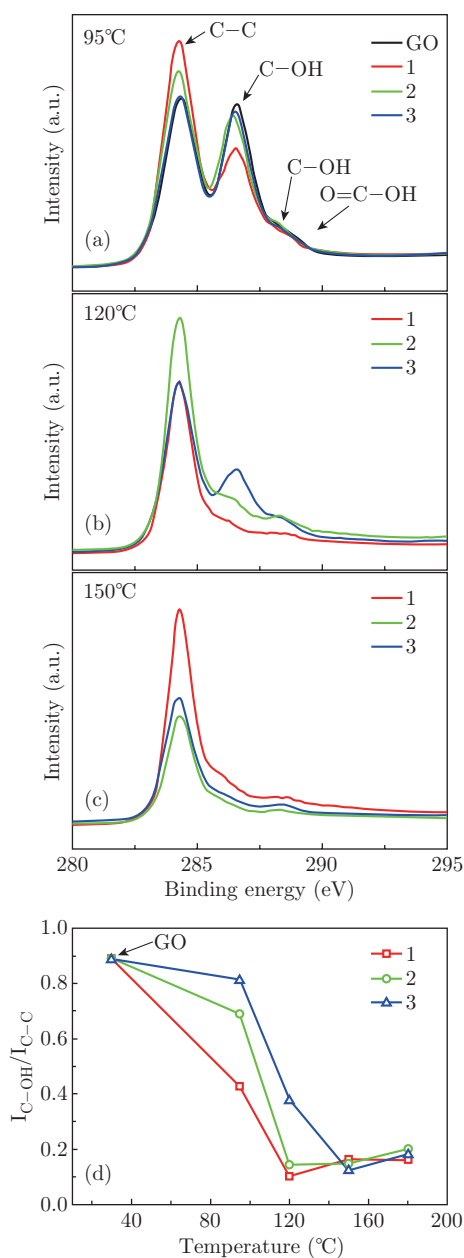 95℃
C−C
C−OH
C−OH
O=C−OH
GO
1
2
3
(a)
Intensity (a.u.)
120℃
1
2
3
(b)
Intensity (a.u.)
150℃
1
2
3
(c)
Intensity (a.u.)
280 285 290 295
Binding energy (eV)
1.0
0.8
0.6
0.4
0.2
0.0
GO
1
2
3
(d)
I_C−OH/I_C−C
40 80 120 160 200
Temperature (℃)